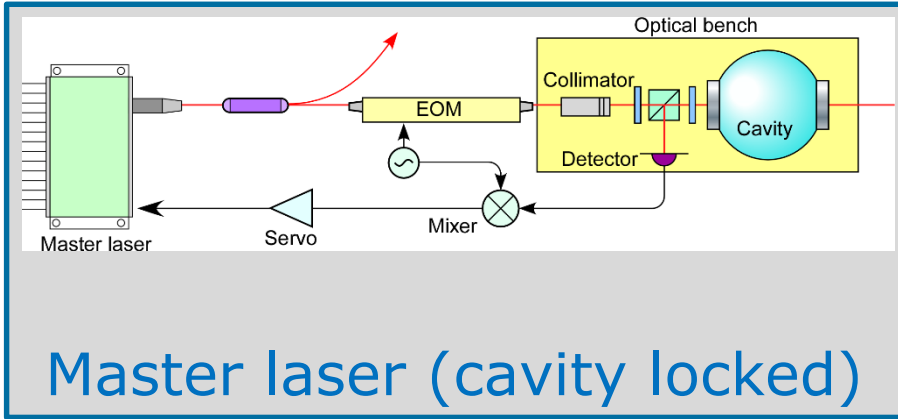 Optical bench
Collimator
EOM
Cavity
Detector
Mixer
Servo
Master laser
Master laser (cavity locked)